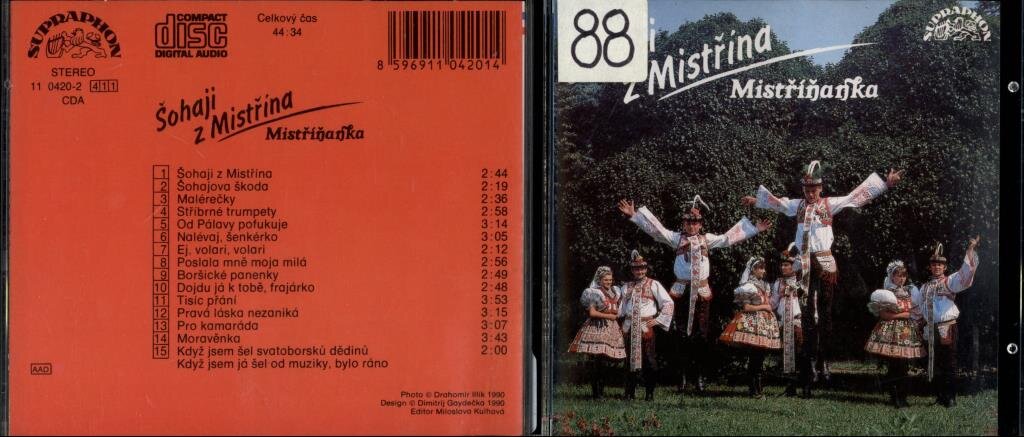 SUPRAPHON
STEREO
11 0420-2 411
CDA
COMPACT
disc
DIGITAL AUDIO
Celkový čas
44:34
8 596911 042014
Šohaji
z Mistřína
Mistříňanka
1 Šohaji z Mistřína 2:44
2 Šohajova škoda 2:19
3 Malérečky 2:36
4 Stříbrné trumpety 2:58
5 Od Pálavy pofukuje 3:14
6 Nalévaj, šenkérko 3:05
7 Ej, volari, volari 2:12
8 Poslala mně moja milá 2:56
9 Boršické panenky 2:49
10 Dojdu já k tobě, frajárko 2:48
11 Tisíc přání 3:53
12 Pravá láska nezaniká 3:15
13 Pro kamaráda 3:07
14 Moravěnka 3:43
15 Když jsem šel svatoborskú dědinú 2:00
Když jsem já šel od muziky, bylo ráno
AAD
Photo © Drahomír Illík 1990
Design © Dimitrij Gaydečka 1990
Editor Miloslava Kulhavá
88
i
z Mistřína
Mistříňanka
SUPRAPHON